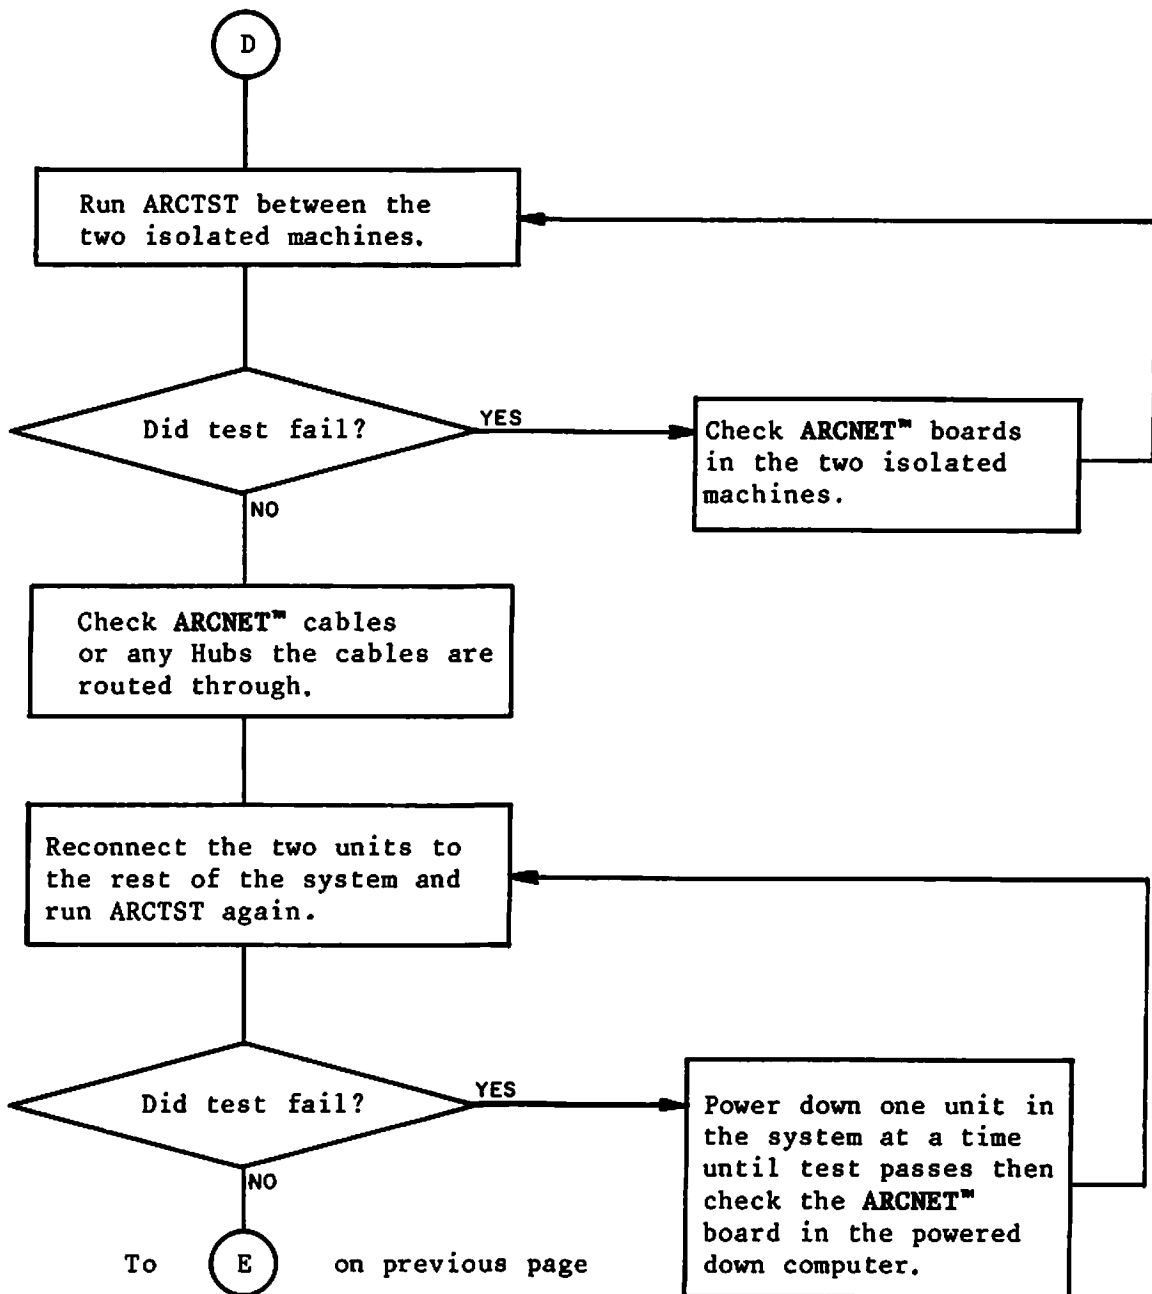 D
Run ARCTST between the
two isolated machines.
Did test fail?
YES
Check ARCNET™ boards
in the two isolated
machines.
NO
Check ARCNET™ cables
or any Hubs the cables are
routed through.
Reconnect the two units to
the rest of the system and
run ARCTST again.
Did test fail?
YES
Power down one unit in
the system at a time
until test passes then
check the ARCNET™
board in the powered
down computer.
NO
To E on previous page